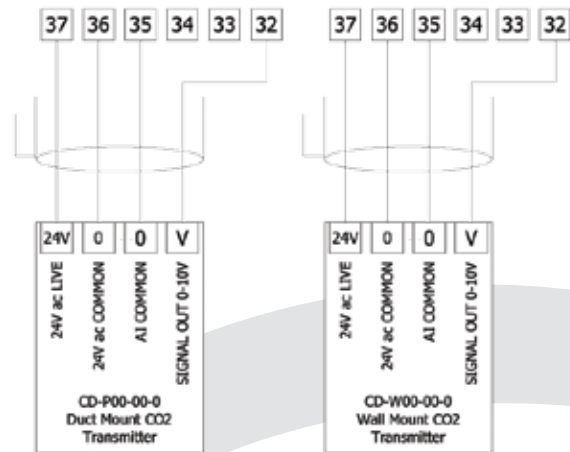 37 36 35 34 33 32 37 36 35 34 33 32
24V 0 0 V 24V 0 0 V
24V ac LIVE
24V ac COMMON
AI COMMON
SIGNAL OUT 0-10V
24V ac LIVE
24V ac COMMON
AI COMMON
SIGNAL OUT 0-10V
CD-P00-00-0
Duct Mount CO2
Transmitter
CD-W00-00-0
Wall Mount CO2
Transmitter